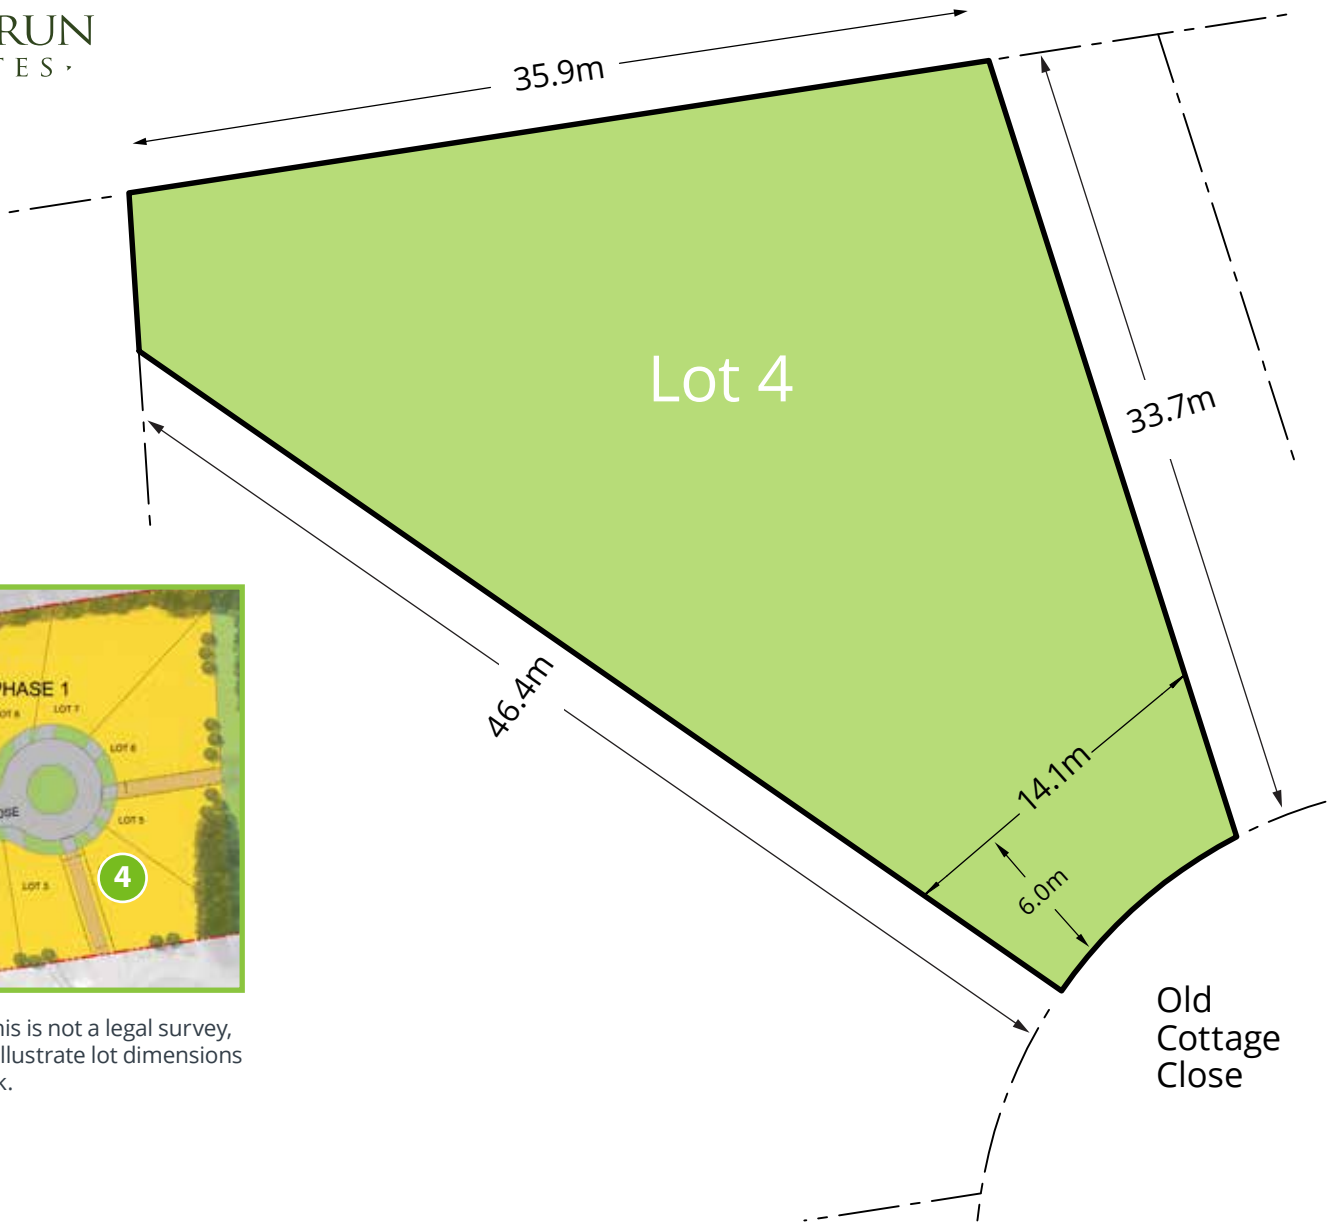 RUN
TES
35.9m
Lot 4
33.7m
46.4m
14.1m
6.0m
PHASE 1
LOT 7
LOT 6
LOT 5
4
LOT 3
Old
Cottage
Close
his is not a legal survey,
illustrate lot dimensions
k.